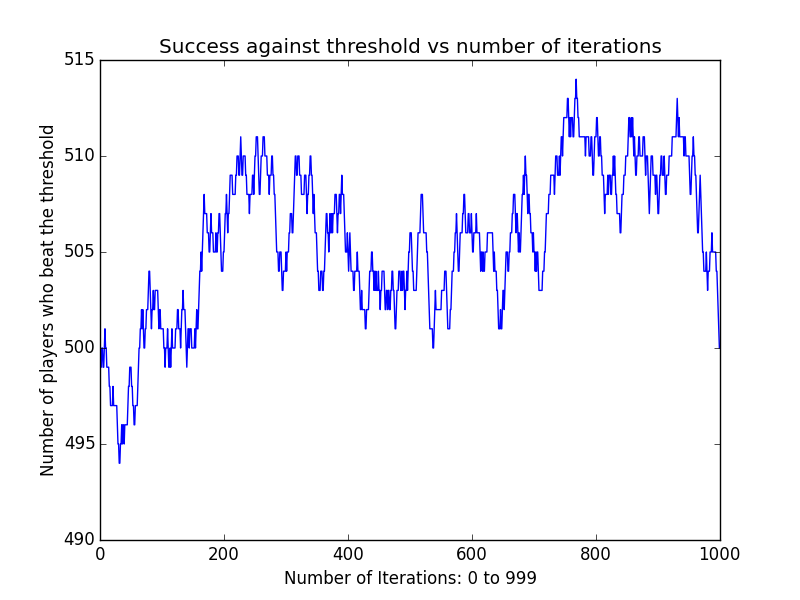 Success against threshold vs number of iterations
515
510
505
500
495
490
Number of players who beat the threshold
0 200 400 600 800 1000
Number of Iterations: 0 to 999